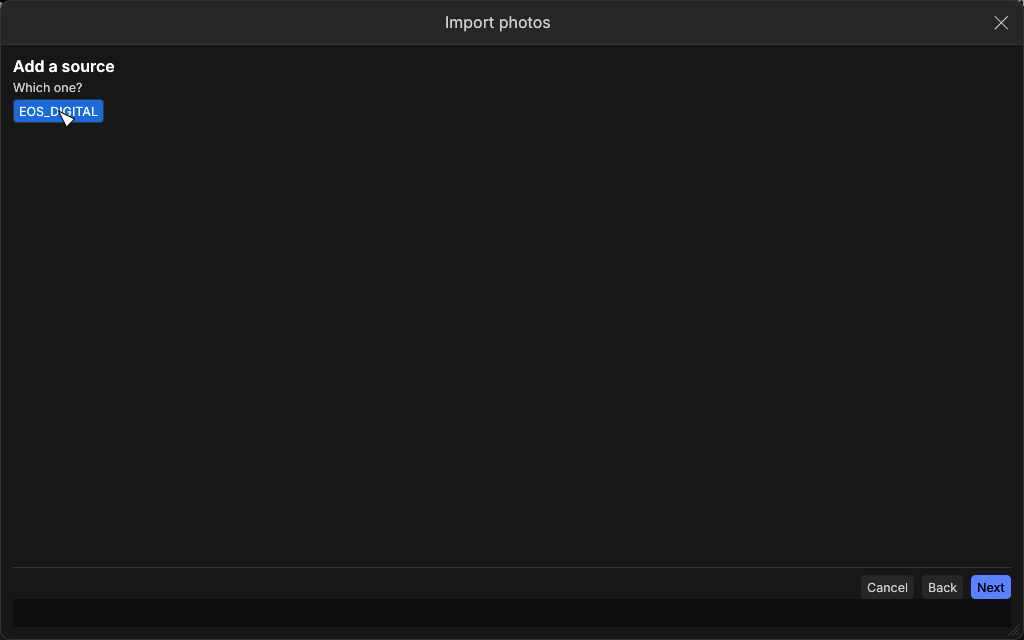 Import photos
Add a source
Which one?
EOS_DIGITAL
Cancel
Back
Next